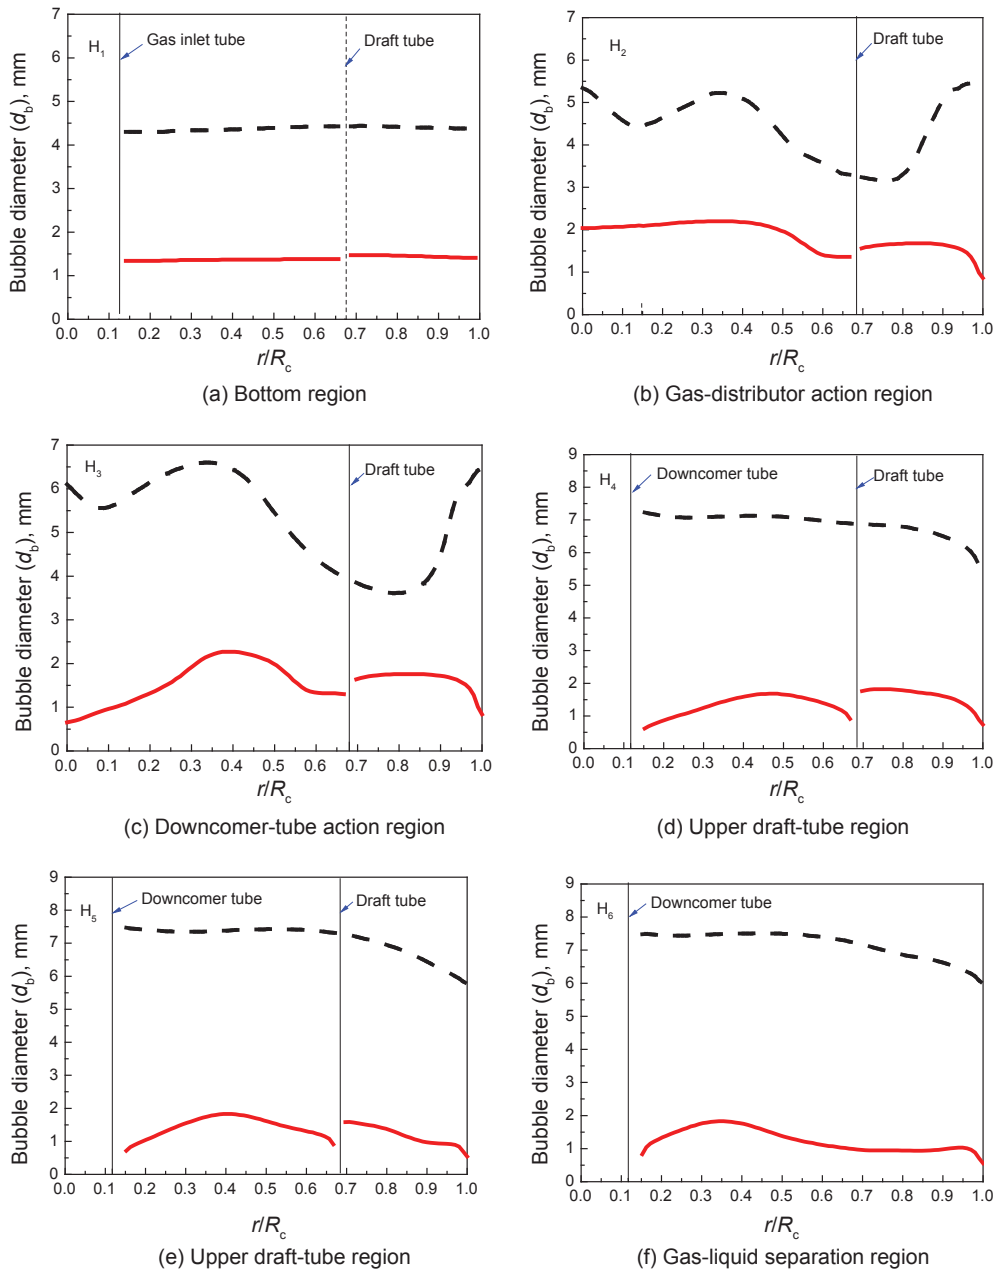 7
6
5
4
3
2
1
0
Bubble diameter (d_b), mm
H₁
Gas inlet tube
Draft tube
0.0 0.1 0.2 0.3 0.4 0.5 0.6 0.7 0.8 0.9 1.0
r/R_c
(a) Bottom region
7
6
5
4
3
2
1
0
Bubble diameter (d_b), mm
H₂
Draft tube
0.0 0.1 0.2 0.3 0.4 0.5 0.6 0.7 0.8 0.9 1.0
r/R_c
(b) Gas-distributor action region
7
6
5
4
3
2
1
0
Bubble diameter (d_b), mm
H₃
Draft tube
0.0 0.1 0.2 0.3 0.4 0.5 0.6 0.7 0.8 0.9 1.0
r/R_c
(c) Downcomer-tube action region
9
8
7
6
5
4
3
2
1
0
Bubble diameter (d_b), mm
H₄
Downcomer tube
Draft tube
0.0 0.1 0.2 0.3 0.4 0.5 0.6 0.7 0.8 0.9 1.0
r/R_c
(d) Upper draft-tube region
9
8
7
6
5
4
3
2
1
0
Bubble diameter (d_b), mm
H₅
Downcomer tube
Draft tube
0.0 0.1 0.2 0.3 0.4 0.5 0.6 0.7 0.8 0.9 1.0
r/R_c
(e) Upper draft-tube region
9
8
7
6
5
4
3
2
1
0
Bubble diameter (d_b), mm
H₆
Downcomer tube
0.0 0.1 0.2 0.3 0.4 0.5 0.6 0.7 0.8 0.9 1.0
r/R_c
(f) Gas-liquid separation region